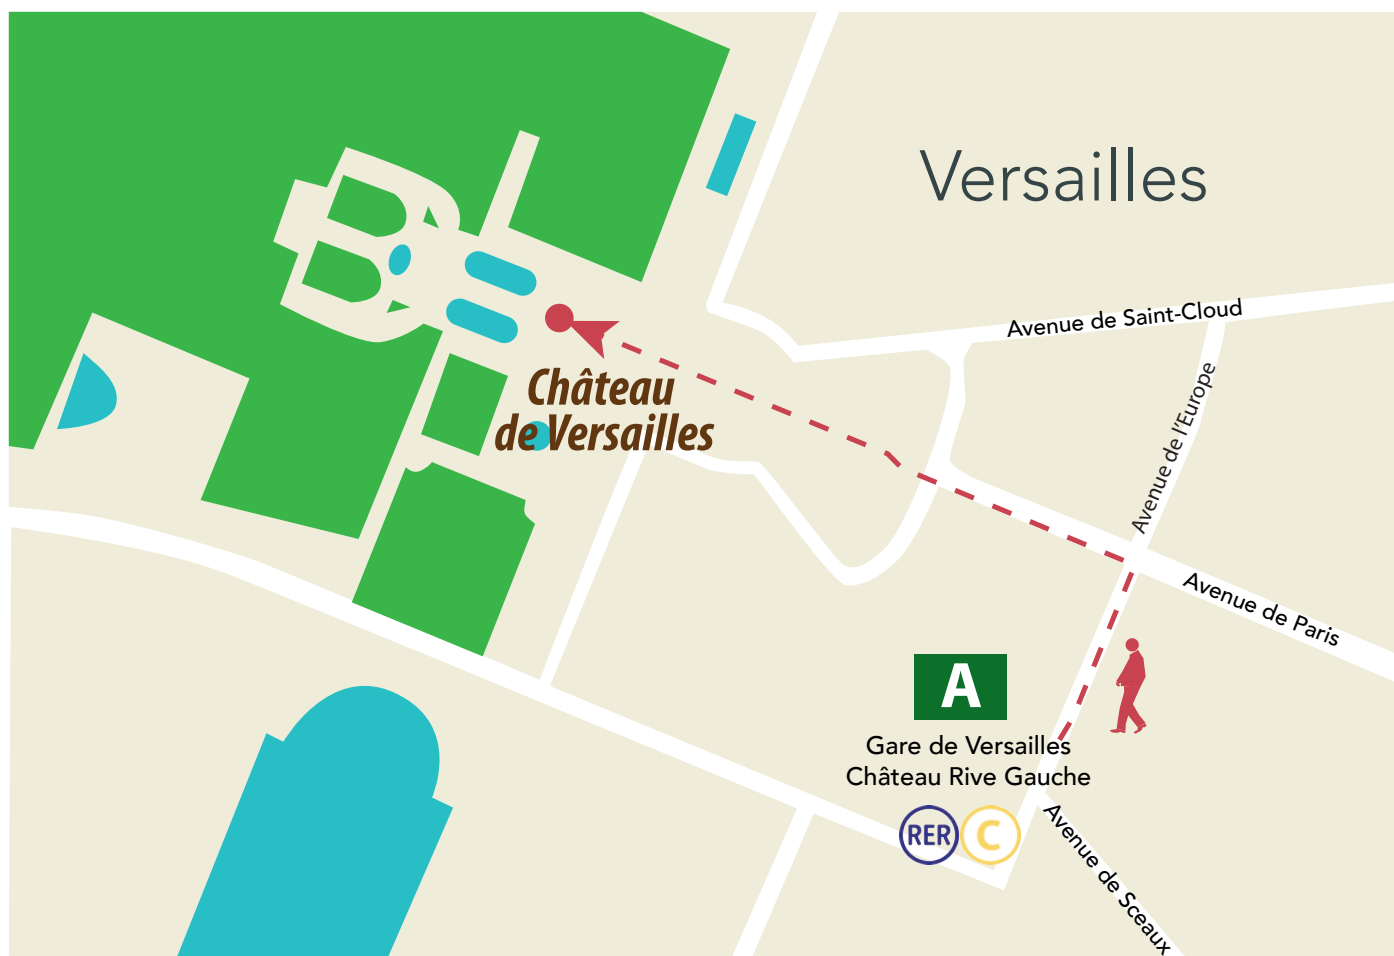 Versailles
Avenue de Saint-Cloud
Avenue de l'Europe
Château
de Versailles
Avenue de Paris
A
Gare de Versailles
Château Rive Gauche
RER C
Avenue de Sceaux